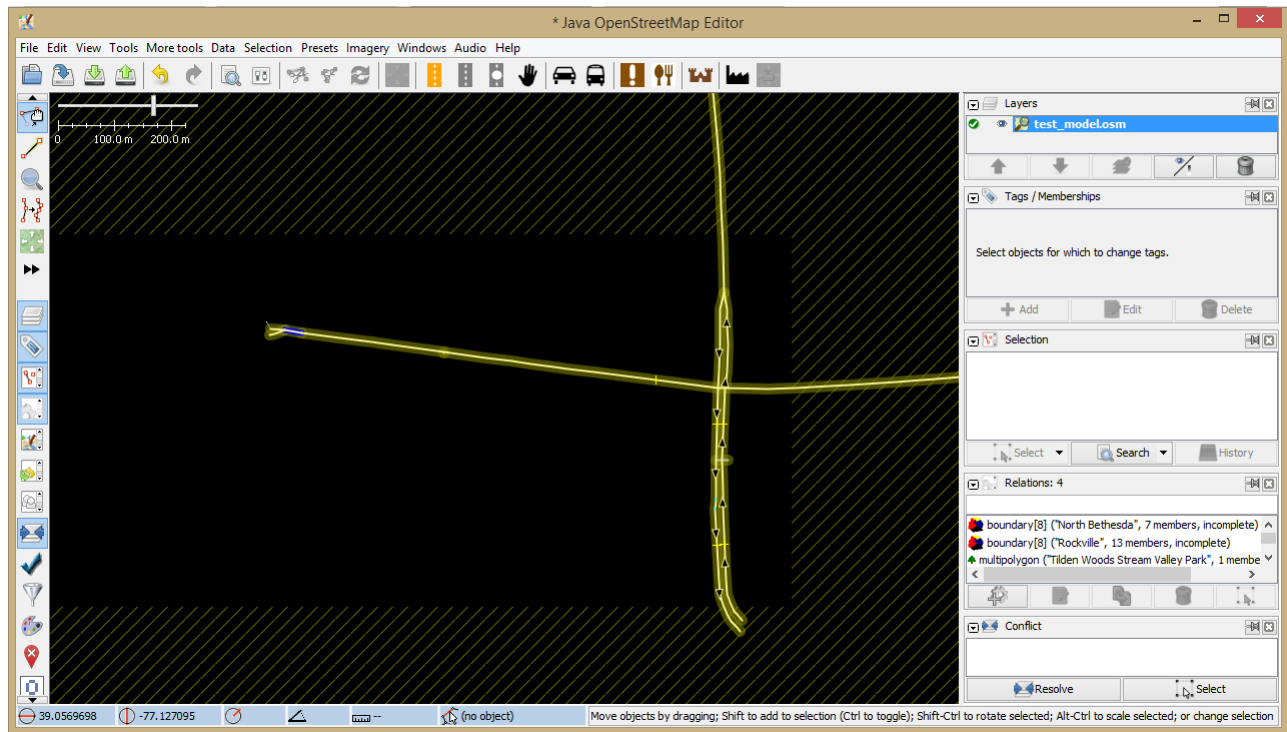 * Java OpenStreetMap Editor
File Edit View Tools More tools Data Selection Presets Imagery Windows Audio Help
0 100.0 m 200.0 m
Layers
test_model.osm
Tags / Memberships
Select objects for which to change tags.
Add Edit Delete
Selection
Select Search History
Relations: 4
boundary[8] ("North Bethesda", 7 members, incomplete)
boundary[8] ("Rockville", 13 members, incomplete)
multipolygon ("Tilden Woods Stream Valley Park", 1 membe
Conflict
Resolve Select
39.0569698 -77.127095 -- (no object) Move objects by dragging; Shift to add to selection (Ctrl to toggle); Shift-Ctrl to rotate selected; Alt-Ctrl to scale selected; or change selection